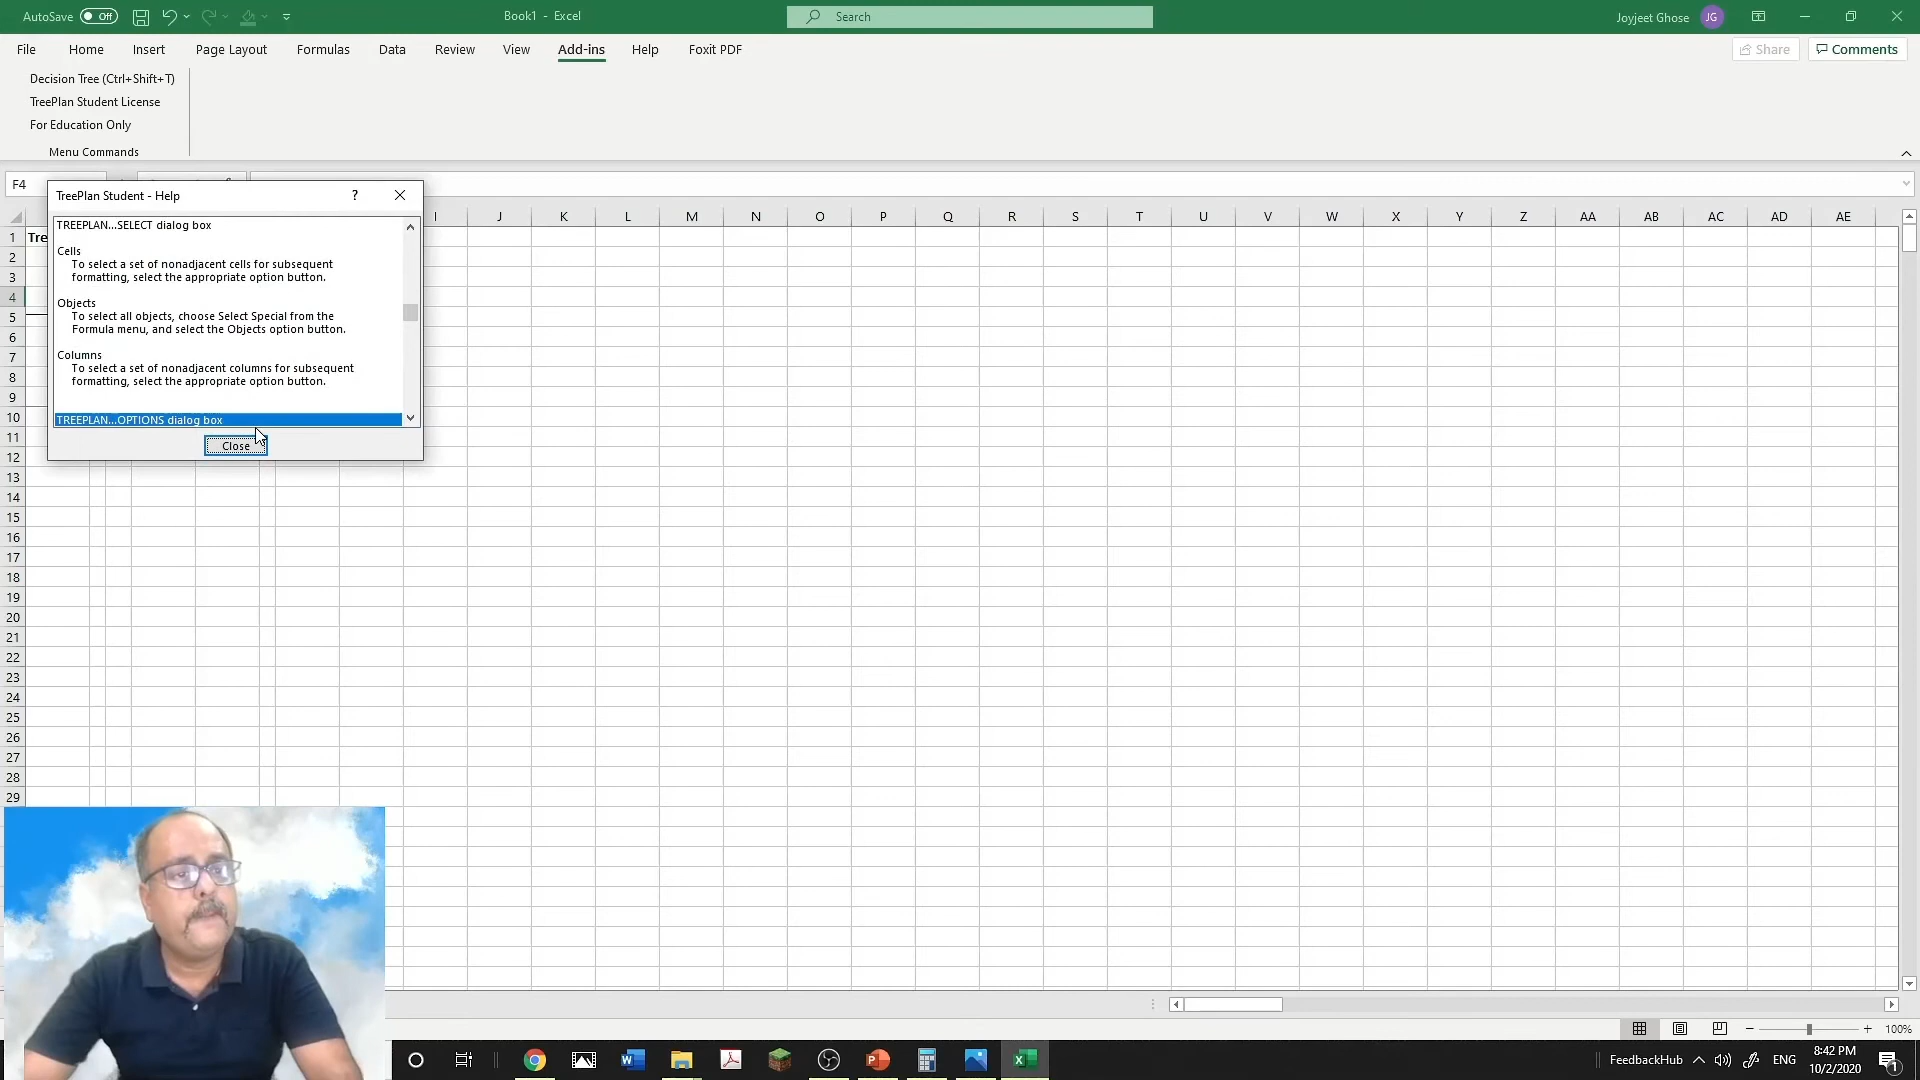 AutoSave Off
Book1 - Excel
Search
Joyjeet Ghose JG
File Home Insert Page Layout Formulas Data Review View Add-ins Help Foxit PDF
Share Comments
Decision Tree (Ctrl+Shift+T)
TreePlan Student License
For Education Only
Menu Commands
F4
TreePlan Student - Help ?
I J K L M N O P Q R S T U V W X Y Z AA AB AC AD AE
TREEPLAN...SELECT dialog box
Cells
To select a set of nonadjacent cells for subsequent
formatting, select the appropriate option button.
Objects
To select all objects, choose Select Special from the
Formula menu, and select the Objects option button.
Columns
To select a set of nonadjacent columns for subsequent
formatting, select the appropriate option button.
TREEPLAN...OPTIONS dialog box
Close
1 Tre
2
3
4
5
6
7
8
9
10
11
12
13
14
15
16
17
18
19
20
21
22
23
24
25
26
27
28
29
100%
FeedbackHub ENG 8:42 PM
10/2/2020 1